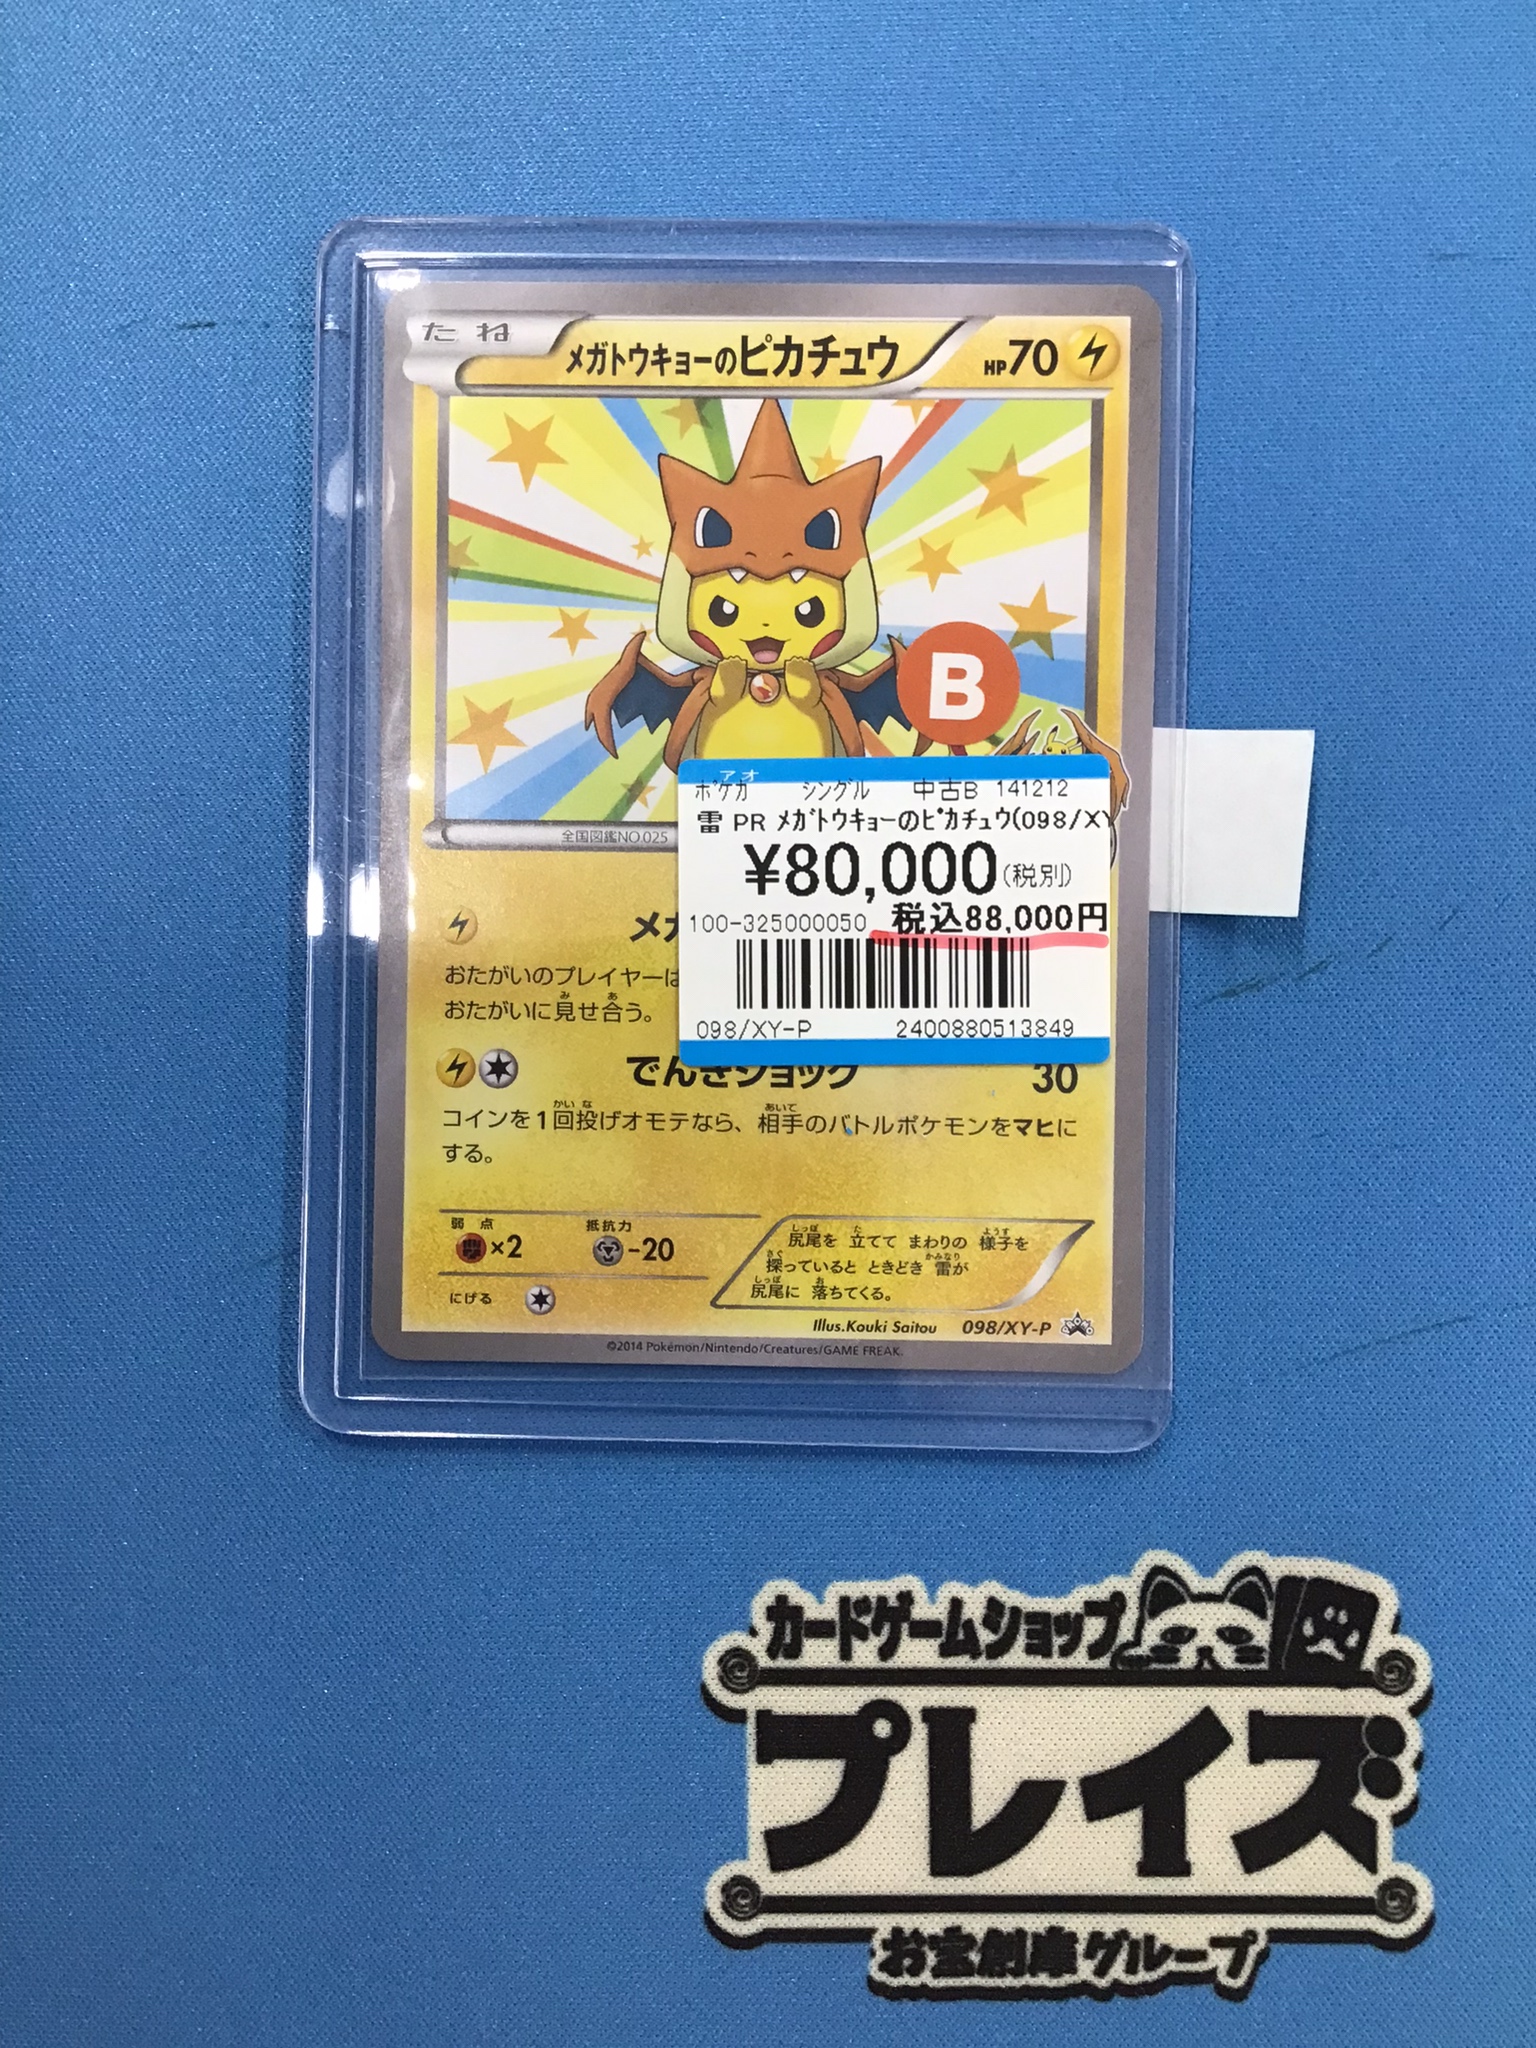 たね
メガトウキョーのピカチュウ
HP70
B
全国図鑑NO.025
アオ
ポケカ シングル 中古B 141212
雷 PR メガトウキョーのピカチュウ(098/XY
¥80,000(税別)
100-325000050 税込88,000円
098/XY-P 2400880513849
おたがいのプレイヤーは
おたがいに見せ合う。
でんきショック 30
コインを1回投げオモテなら、相手のバトルポケモンをマヒに
する。
弱点 抵抗力
×2 -20
にげる
尻尾を 立てて まわりの 様子を
探っていると ときどき 雷が
尻尾に 落ちてくる。
Illus.Kouki Saitou 098/XY-P
©2014 Pokémon/Nintendo/Creatures/GAME FREAK.
カードゲームショップ
プレイズ
お宝創庫グループ